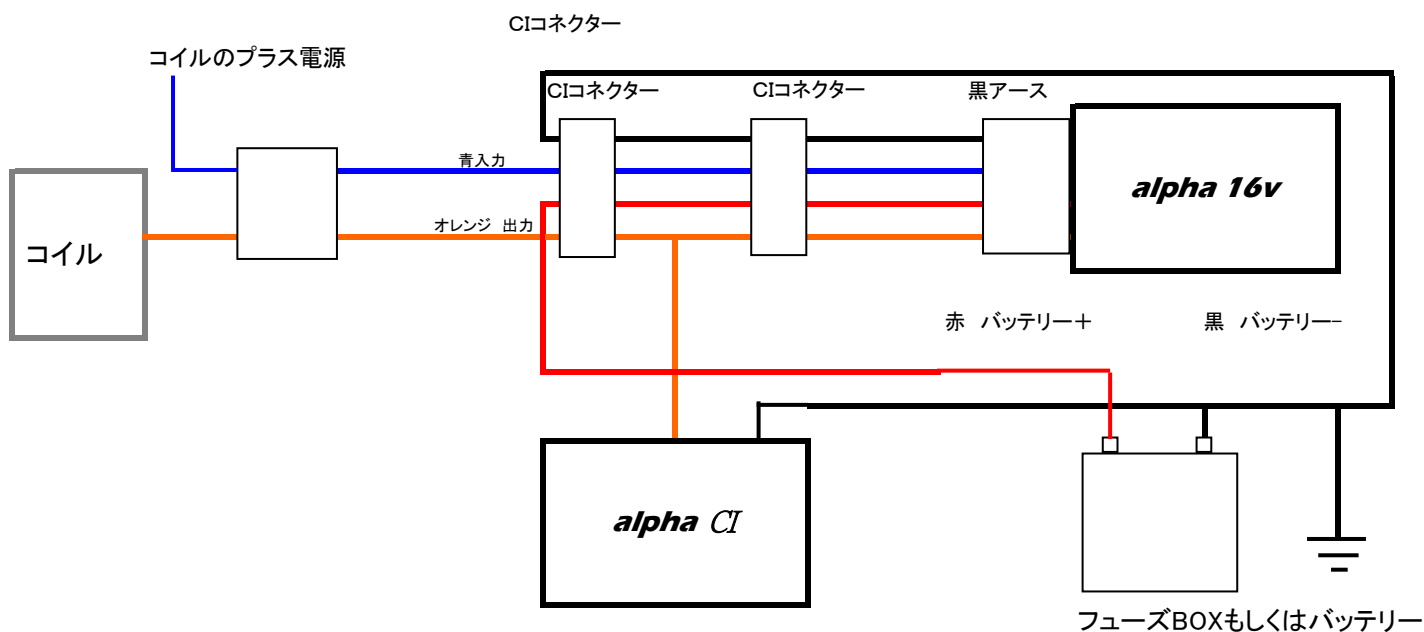 CIコネクター
コイルのプラス電源
CIコネクター
CIコネクター
黒アース
青入力
alpha 16v
オレンジ 出力
コイル
赤 バッテリー＋
黒 バッテリー−
alpha CI
フューズBOXもしくはバッテリー